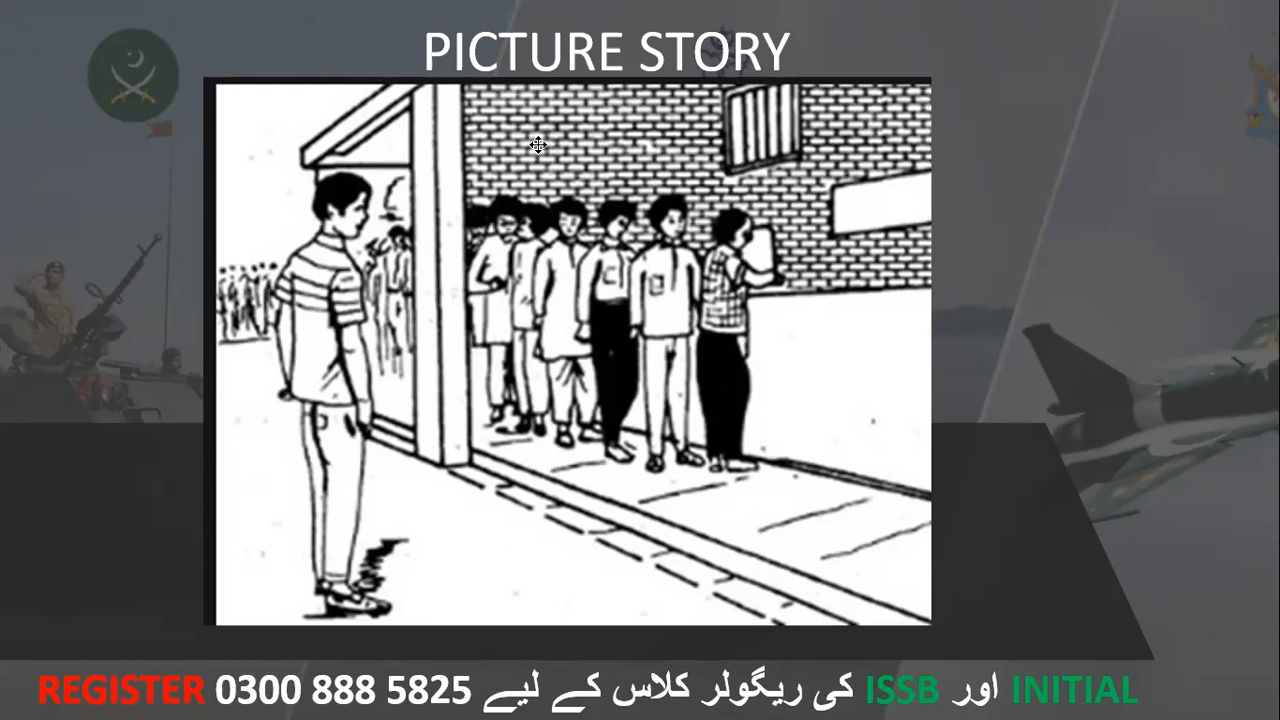 PICTURE STORY
REGISTER 0300 888 5825 کی ریگولر کلاس کے لیے ISSB اور INITIAL